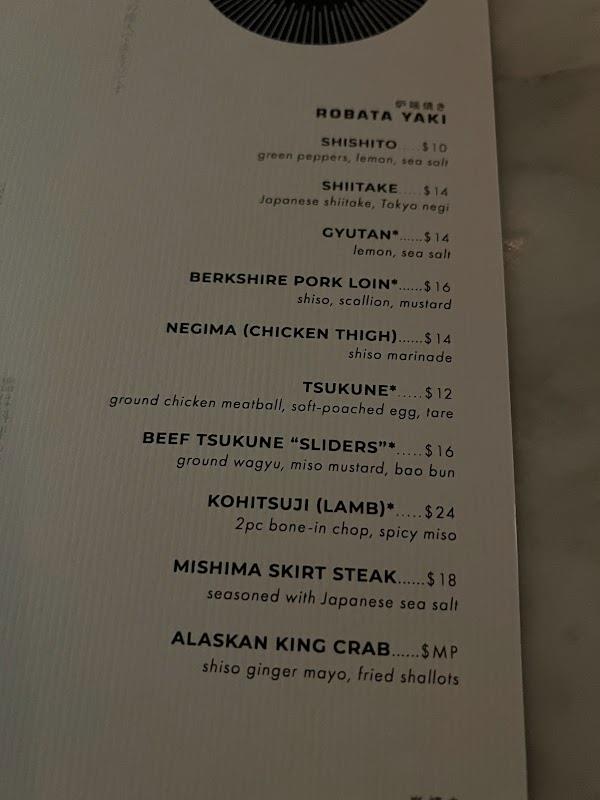 炉端焼き
ROBATA YAKI
SHISHITO....$10
green peppers, lemon, sea salt
SHIITAKE.....$14
Japanese shiitake, Tokyo negi
GYUTAN*......$14
lemon, sea salt
BERKSHIRE PORK LOIN*......$16
shiso, scallion, mustard
NEGIMA (CHICKEN THIGH)......$14
shiso marinade
TSUKUNE*.....$12
ground chicken meatball, soft-poached egg, tare
BEEF TSUKUNE “SLIDERS”*.....$16
ground wagyu, miso mustard, bao bun
KOHITSUJI (LAMB)*.....$24
2pc bone-in chop, spicy miso
MISHIMA SKIRT STEAK......$18
seasoned with Japanese sea salt
ALASKAN KING CRAB......$MP
shiso ginger mayo, fried shallots